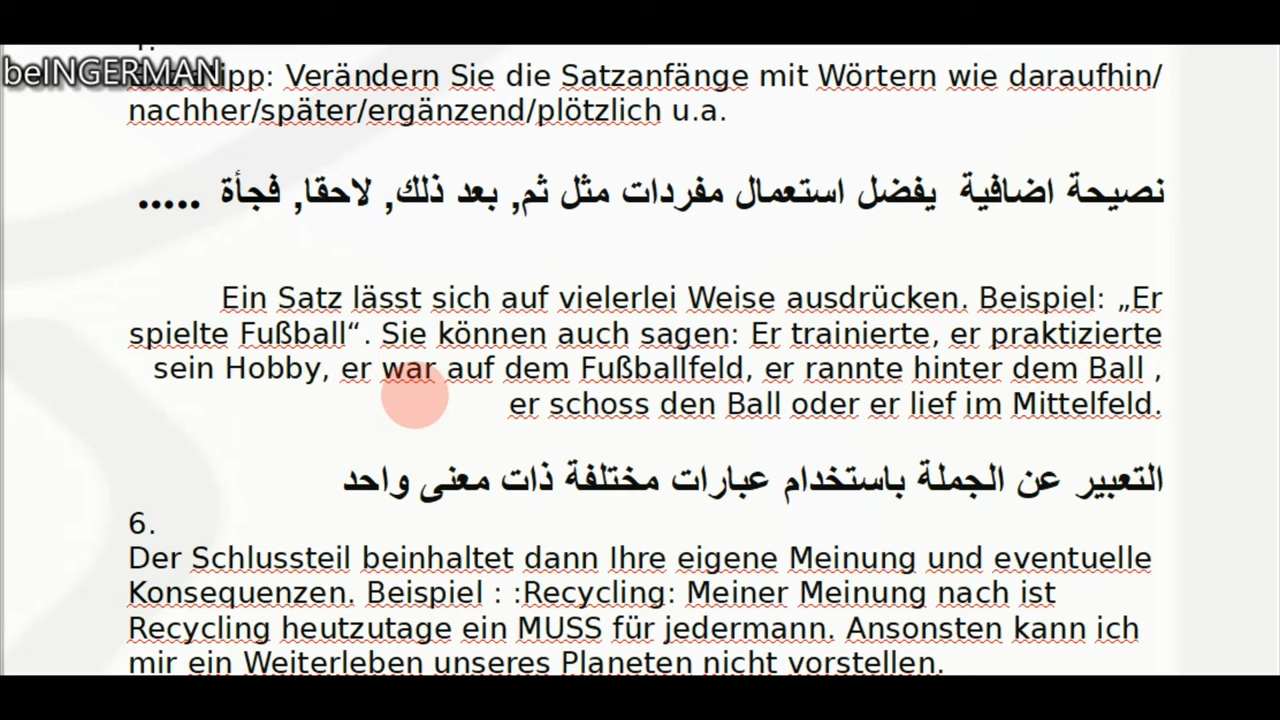 beINGERMAN
tipp: Verändern Sie die Satzanfänge mit Wörtern wie daraufhin/
nachher/später/ergänzend/plötzlich u.a.
نصيحة اضافية يفضل استعمال مفردات مثل ثم, بعد ذلك, لاحقا, فجأة .....
Ein Satz lässt sich auf vielerlei Weise ausdrücken. Beispiel: „Er
spielte Fußball“. Sie können auch sagen: Er trainierte, er praktizierte
sein Hobby, er war auf dem Fußballfeld, er rannte hinter dem Ball ,
er schoss den Ball oder er lief im Mittelfeld.
التعبير عن الجملة باستخدام عبارات مختلفة ذات معنى واحد
6.
Der Schlussteil beinhaltet dann Ihre eigene Meinung und eventuelle
Konsequenzen. Beispiel : :Recycling: Meiner Meinung nach ist
Recycling heutzutage ein MUSS für jedermann. Ansonsten kann ich
mir ein Weiterleben unseres Planeten nicht vorstellen.